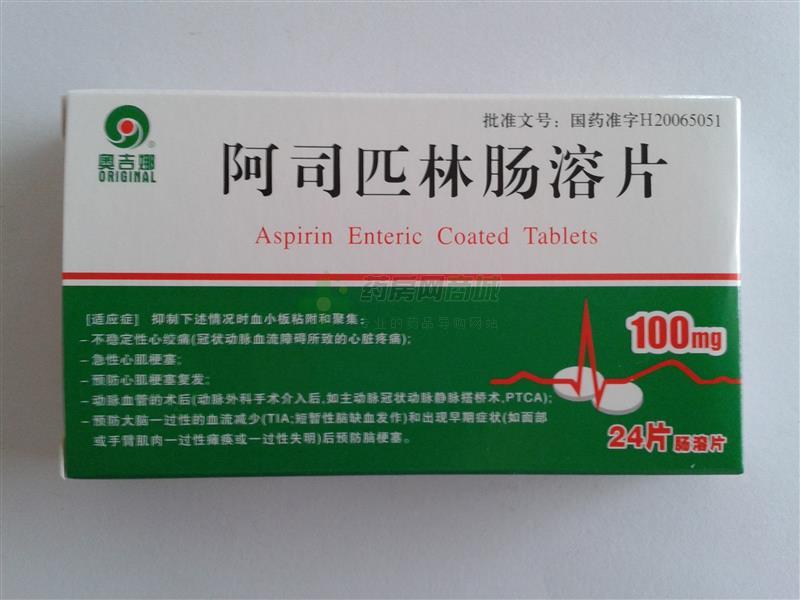 批准文号：国药准字H20065051
奥吉娜®
ORIGINAL
阿司匹林肠溶片
Aspirin Enteric Coated Tablets
药房网商城
专业的药品导购网站
[适应症] 抑制下述情况时血小板粘附和聚集：
－不稳定性心绞痛(冠状动脉血流障碍所致的心脏疼痛)；
－急性心肌梗塞；
－预防心肌梗塞复发；
－动脉血管的术后(动脉外科手术介入后,如主动脉冠状动脉静脉搭桥术,PTCA)；
－预防大脑一过性的血流减少(TIA:短暂性脑缺血发作)和出现早期症状(如面部
或手臂肌肉一过性瘫痪或一过性失明)后预防脑梗塞。
100mg
24片 肠溶片